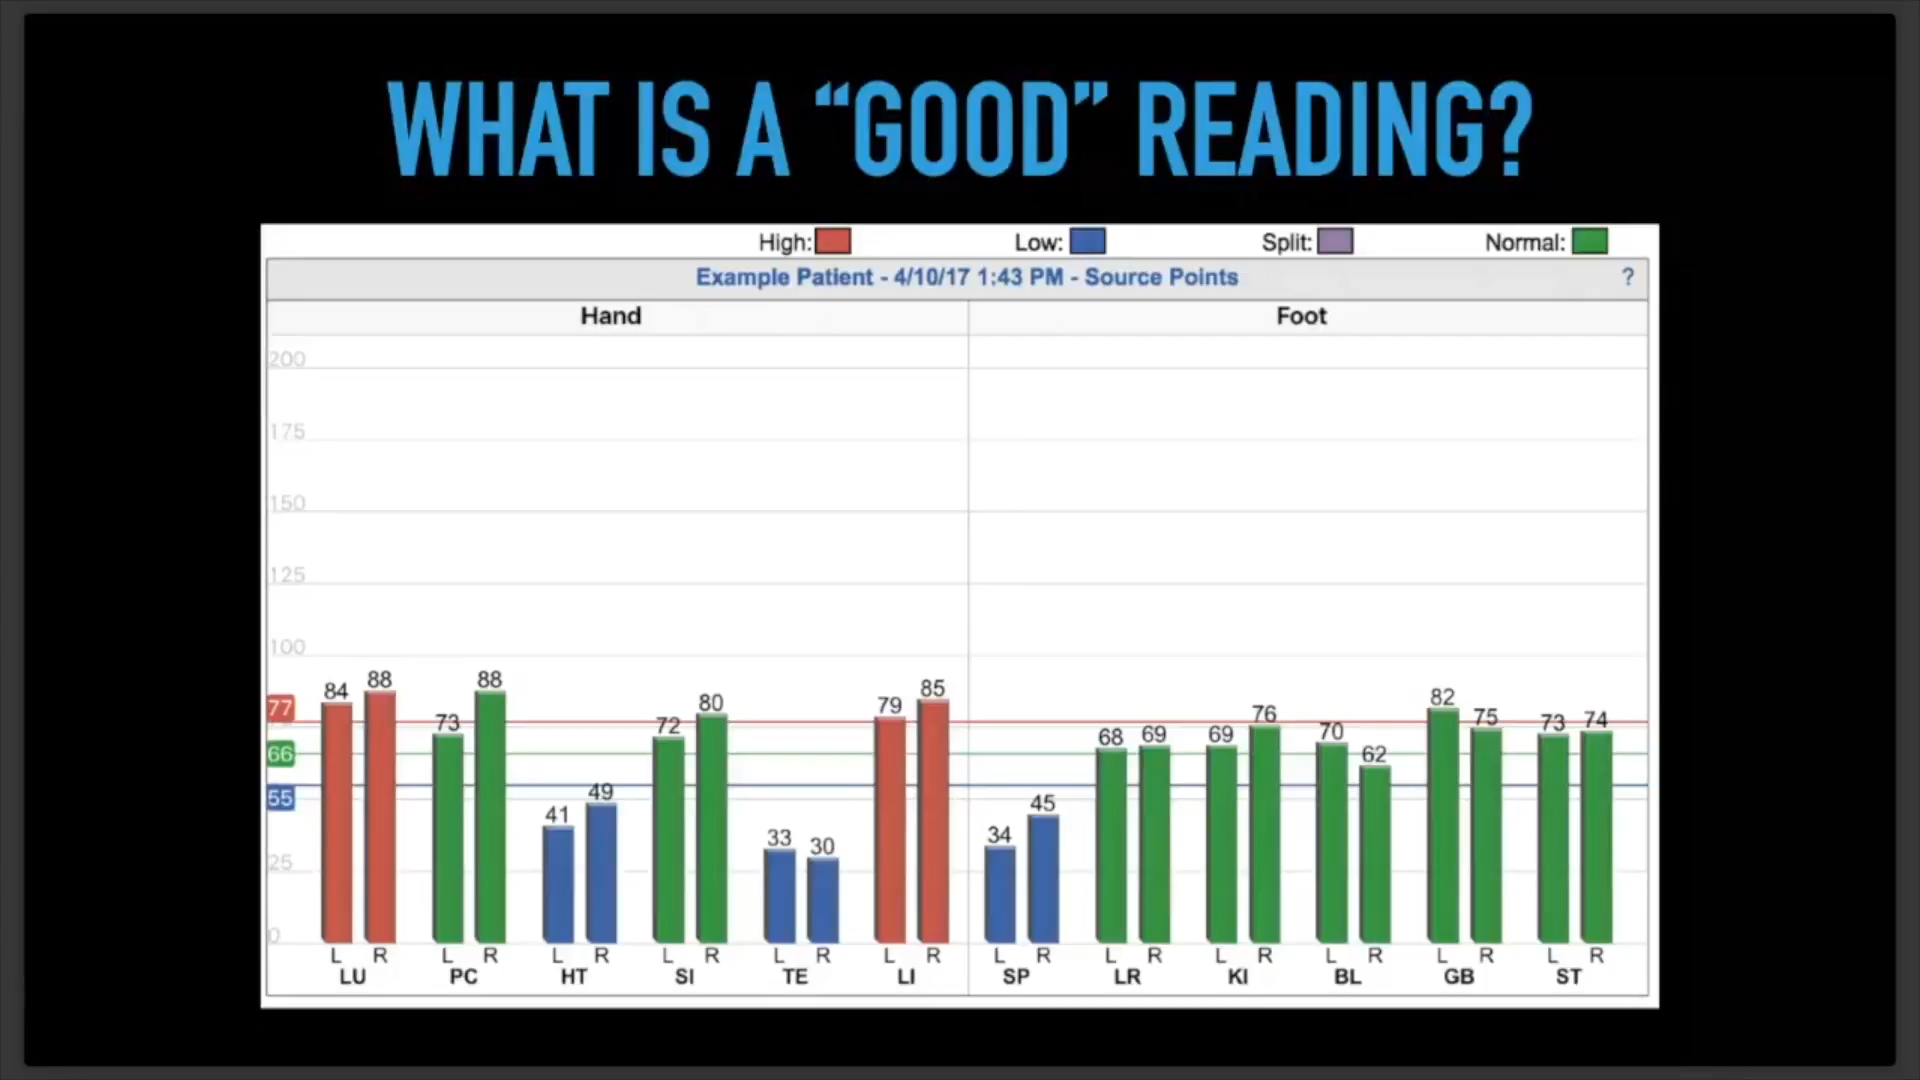 WHAT IS A “GOOD” READING?
High: Low: Split: Normal:
Example Patient - 4/10/17 1:43 PM - Source Points ?
Hand Foot
200
175
150
125
100
84 88 73 88 41 49 72 80 33 30 79 85 34 45 68 69 69 76 70 62 82 75 73 74
77
66
55
25
0
L R L R L R L R L R L R L R L R L R L R L R L R
LU PC HT SI TE LI SP LR KI BL GB ST